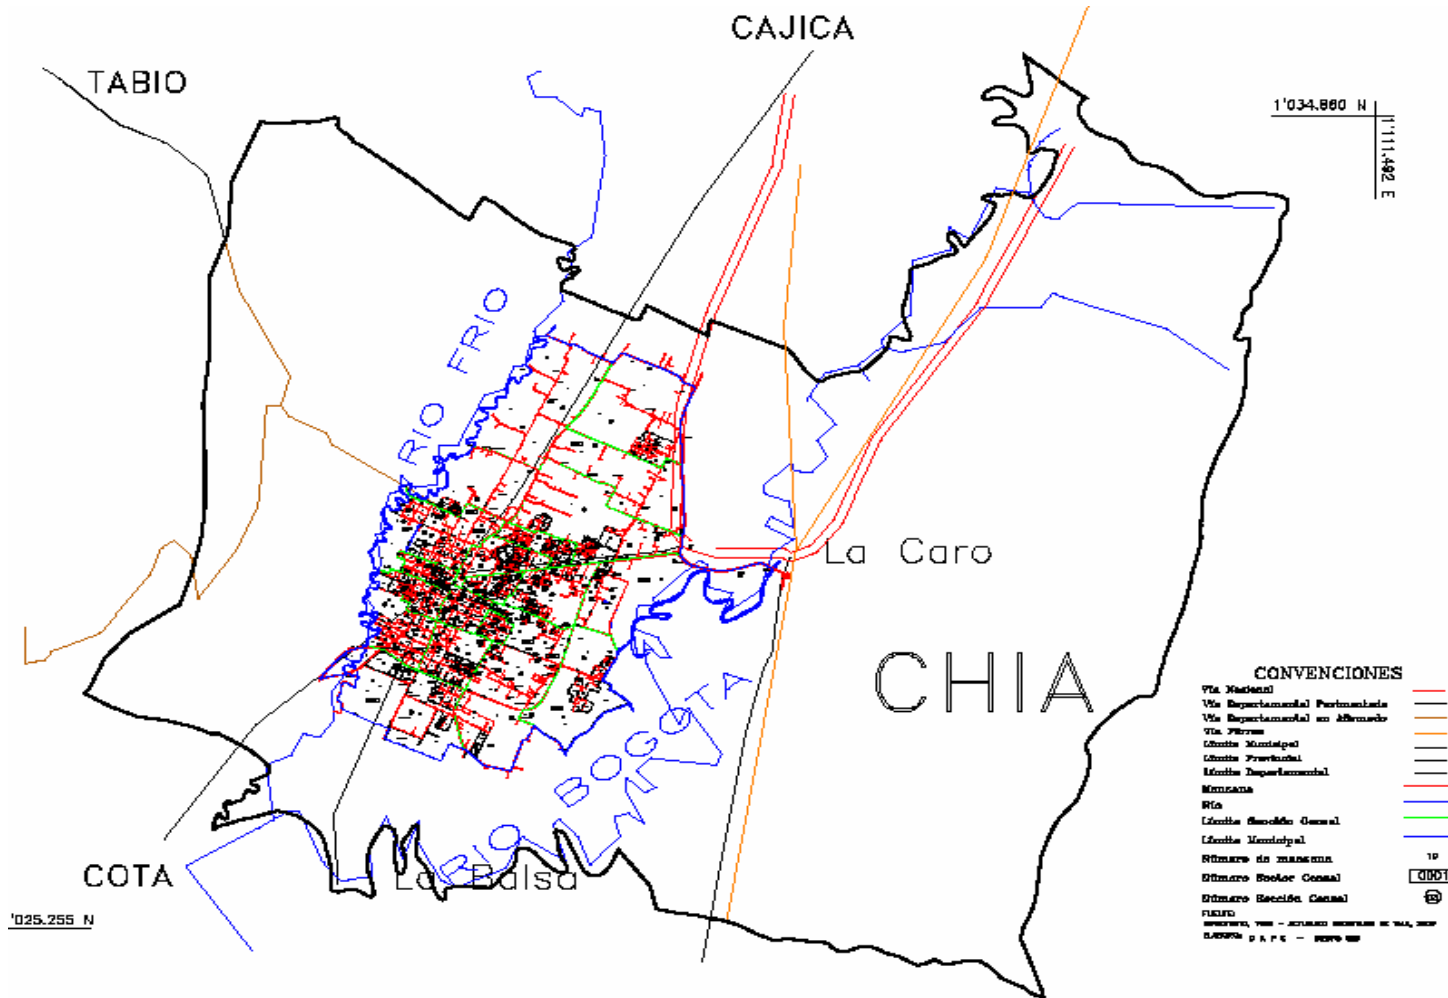 CAJICA
TABIO
1'034.860 N
1'111.492 E
RIO FRIO
La Caro
CHIA
RIO BOGOTA
COTA
La Balsa
'025.255 N
CONVENCIONES
Vía Nacional
Vía Departamental Pavimentada
Vía Departamental en Afirmado
Vía Férrea
Límite Municipal
Límite Provincial
Límite Departamental
Manzana
Río
Límite Sección Censal
Límite Municipal
Número de manzana 19
Número Sector Censal 0001
Número Sección Censal